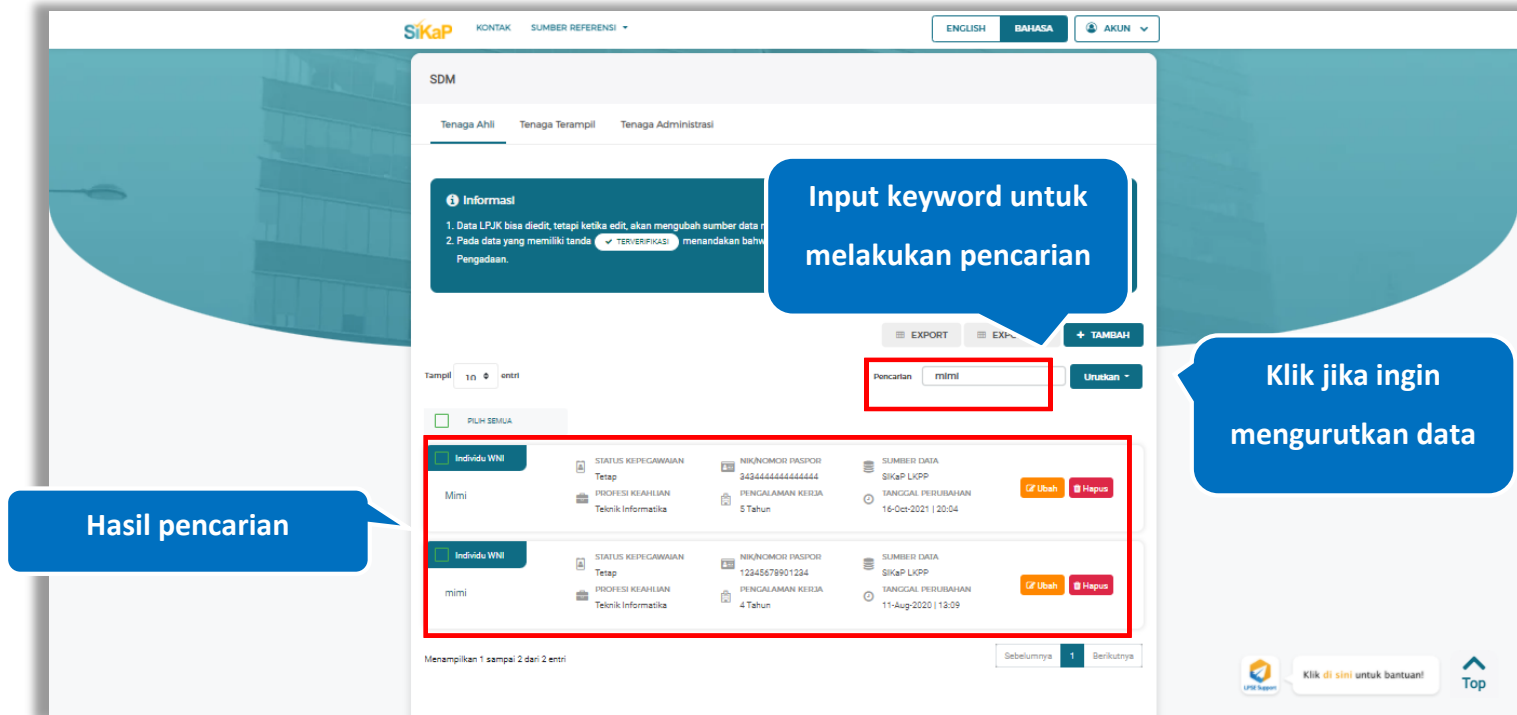 SiKaP KONTAK SUMBER REFERENSI ENGLISH BAHASA AKUN
SDM
Tenaga Ahli Tenaga Terampil Tenaga Administrasi
Input keyword untuk
melakukan pencarian
Informasi
1. Data LPJK bisa diedit, tetapi ketika edit, akan mengubah sumber data
2. Pada data yang memiliki tanda TERVERIFIKASI menandakan bahw
Pengadaan.
EXPORT EXPO + TAMBAH
Tampil 10 entri Pencarian mimi Urutkan
Klik jika ingin
mengurutkan data
PILIH SEMUA
Individu WNI
Mimi
STATUS KEPEGAWAIAN NIK/NOMOR PASPOR SUMBER DATA
Tetap 3434444444444444 SIKaP LKPP
PROFESI KEAHLIAN PENGALAMAN KERJA TANGGAL PERUBAHAN
Teknik Informatika 5 Tahun 16-Oct-2021 | 20:04
Ubah Hapus
Hasil pencarian
Individu WNI
mimi
STATUS KEPEGAWAIAN NIK/NOMOR PASPOR SUMBER DATA
Tetap 12345678901234 SIKaP LKPP
PROFESI KEAHLIAN PENGALAMAN KERJA TANGGAL PERUBAHAN
Teknik Informatika 4 Tahun 11-Aug-2020 | 13:09
Ubah Hapus
Menampilkan 1 sampai 2 dari 2 entri Sebelumnya 1 Berikutnya
LPSE Support Klik di sini untuk bantuan! Top